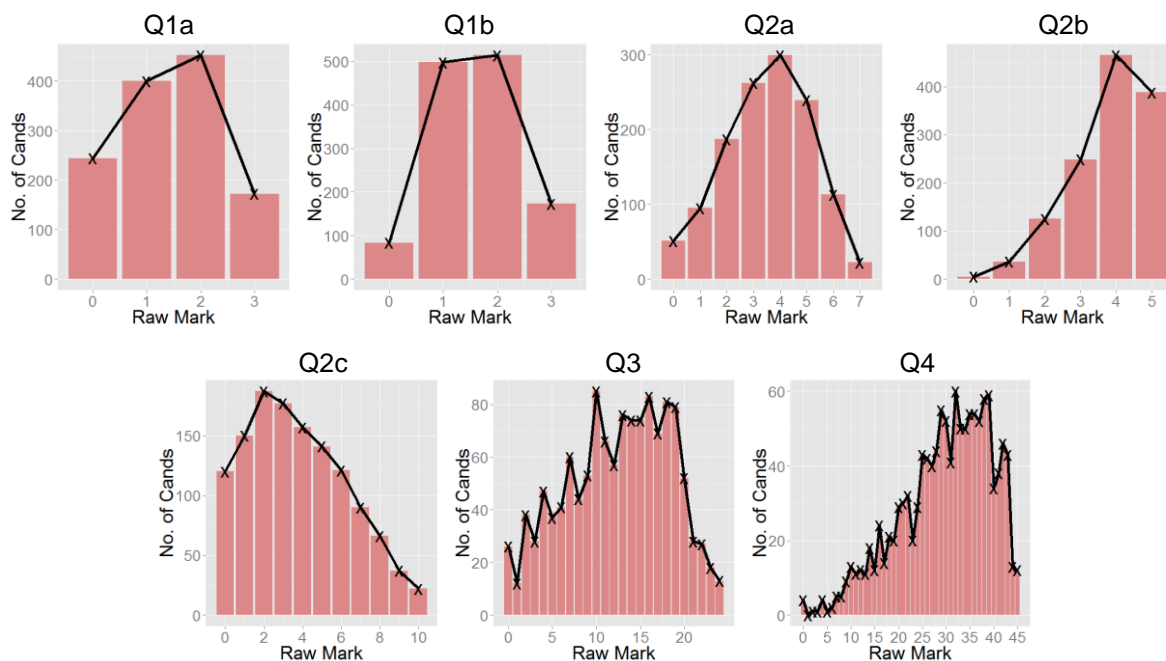 Q1a
No. of Cands
400
300
200
100
0
0 1 2 3
Raw Mark
Q1b
No. of Cands
500
400
300
200
100
0
0 1 2 3
Raw Mark
Q2a
No. of Cands
300
200
100
0
0 1 2 3 4 5 6 7
Raw Mark
Q2b
No. of Cands
400
300
200
100
0
0 1 2 3 4 5
Raw Mark
Q2c
No. of Cands
150
100
50
0
0 2 4 6 8 10
Raw Mark
Q3
No. of Cands
80
60
40
20
0
0 5 10 15 20
Raw Mark
Q4
No. of Cands
60
40
20
0
0 5 10 15 20 25 30 35 40 45
Raw Mark